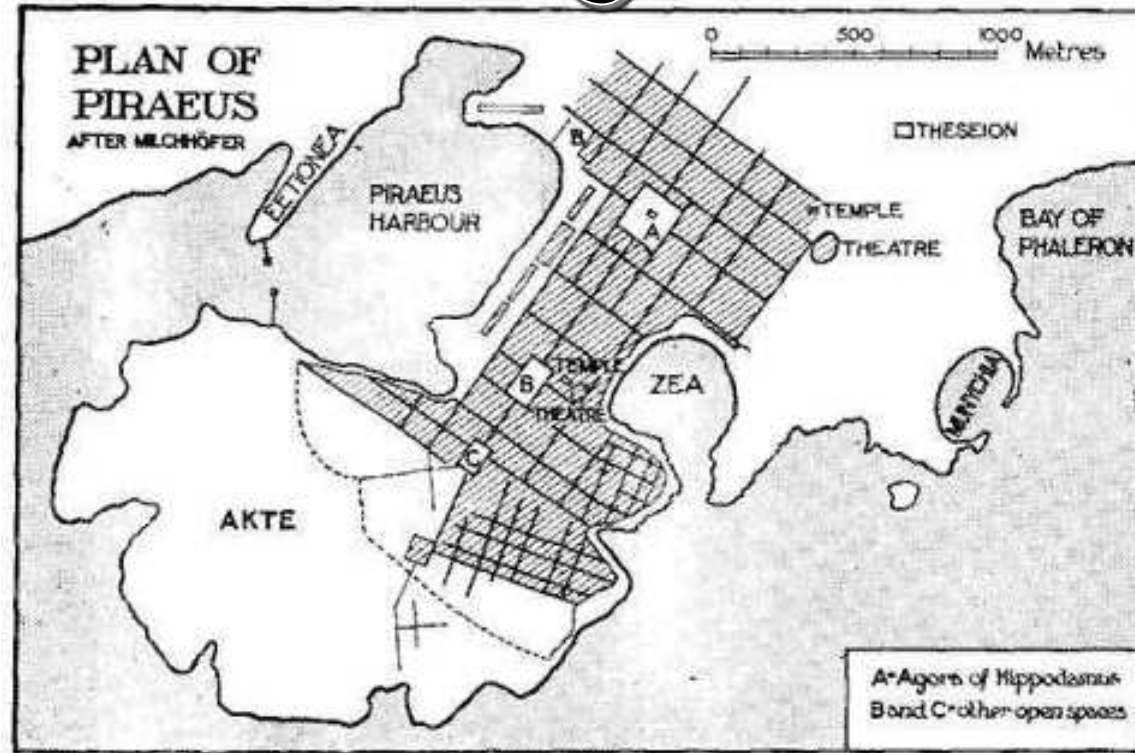 PLAN OF
PIRAEUS
AFTER MILCHHÖFER
0 500 1000
Metres
EETIONEA
PIRAEUS
HARBOUR
B
A
THESEION
TEMPLE
THEATRE
BAY OF
PHALERON
B
TEMPLE
THEATRE
ZEA
MUNYCHIA
C
AKTE
A=Agora of Hippodamus
B and C=other open spaces